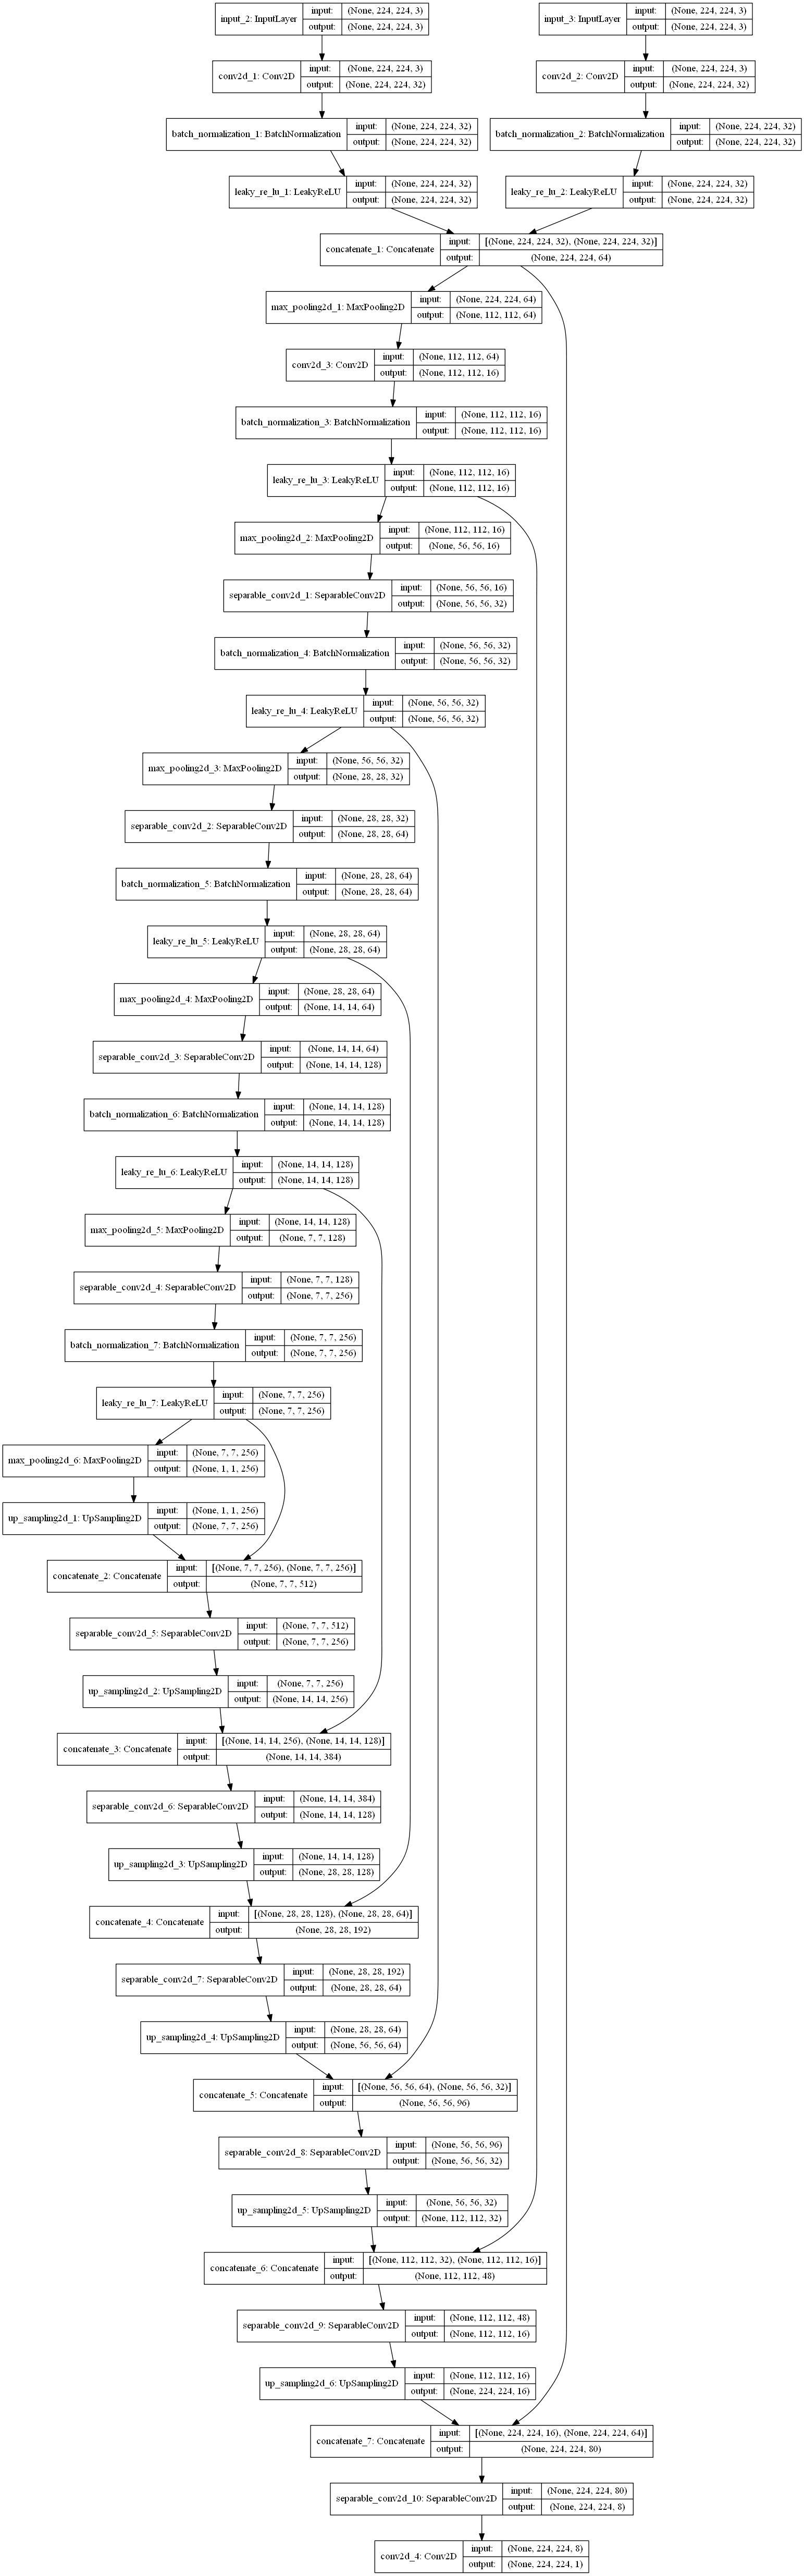 input_2: InputLayer input: (None, 224, 224, 3) output: (None, 224, 224, 3)
input_3: InputLayer input: (None, 224, 224, 3) output: (None, 224, 224, 3)
conv2d_1: Conv2D input: (None, 224, 224, 3) output: (None, 224, 224, 32)
conv2d_2: Conv2D input: (None, 224, 224, 3) output: (None, 224, 224, 32)
batch_normalization_1: BatchNormalization input: (None, 224, 224, 32) output: (None, 224, 224, 32)
batch_normalization_2: BatchNormalization input: (None, 224, 224, 32) output: (None, 224, 224, 32)
leaky_re_lu_1: LeakyReLU input: (None, 224, 224, 32) output: (None, 224, 224, 32)
leaky_re_lu_2: LeakyReLU input: (None, 224, 224, 32) output: (None, 224, 224, 32)
concatenate_1: Concatenate input: [(None, 224, 224, 32), (None, 224, 224, 32)] output: (None, 224, 224, 64)
max_pooling2d_1: MaxPooling2D input: (None, 224, 224, 64) output: (None, 112, 112, 64)
conv2d_3: Conv2D input: (None, 112, 112, 64) output: (None, 112, 112, 16)
batch_normalization_3: BatchNormalization input: (None, 112, 112, 16) output: (None, 112, 112, 16)
leaky_re_lu_3: LeakyReLU input: (None, 112, 112, 16) output: (None, 112, 112, 16)
max_pooling2d_2: MaxPooling2D input: (None, 112, 112, 16) output: (None, 56, 56, 16)
separable_conv2d_1: SeparableConv2D input: (None, 56, 56, 16) output: (None, 56, 56, 32)
batch_normalization_4: BatchNormalization input: (None, 56, 56, 32) output: (None, 56, 56, 32)
leaky_re_lu_4: LeakyReLU input: (None, 56, 56, 32) output: (None, 56, 56, 32)
max_pooling2d_3: MaxPooling2D input: (None, 56, 56, 32) output: (None, 28, 28, 32)
separable_conv2d_2: SeparableConv2D input: (None, 28, 28, 32) output: (None, 28, 28, 64)
batch_normalization_5: BatchNormalization input: (None, 28, 28, 64) output: (None, 28, 28, 64)
leaky_re_lu_5: LeakyReLU input: (None, 28, 28, 64) output: (None, 28, 28, 64)
max_pooling2d_4: MaxPooling2D input: (None, 28, 28, 64) output: (None, 14, 14, 64)
separable_conv2d_3: SeparableConv2D input: (None, 14, 14, 64) output: (None, 14, 14, 128)
batch_normalization_6: BatchNormalization input: (None, 14, 14, 128) output: (None, 14, 14, 128)
leaky_re_lu_6: LeakyReLU input: (None, 14, 14, 128) output: (None, 14, 14, 128)
max_pooling2d_5: MaxPooling2D input: (None, 14, 14, 128) output: (None, 7, 7, 128)
separable_conv2d_4: SeparableConv2D input: (None, 7, 7, 128) output: (None, 7, 7, 256)
batch_normalization_7: BatchNormalization input: (None, 7, 7, 256) output: (None, 7, 7, 256)
leaky_re_lu_7: LeakyReLU input: (None, 7, 7, 256) output: (None, 7, 7, 256)
max_pooling2d_6: MaxPooling2D input: (None, 7, 7, 256) output: (None, 1, 1, 256)
up_sampling2d_1: UpSampling2D input: (None, 1, 1, 256) output: (None, 7, 7, 256)
concatenate_2: Concatenate input: [(None, 7, 7, 256), (None, 7, 7, 256)] output: (None, 7, 7, 512)
separable_conv2d_5: SeparableConv2D input: (None, 7, 7, 512) output: (None, 7, 7, 256)
up_sampling2d_2: UpSampling2D input: (None, 7, 7, 256) output: (None, 14, 14, 256)
concatenate_3: Concatenate input: [(None, 14, 14, 256), (None, 14, 14, 128)] output: (None, 14, 14, 384)
separable_conv2d_6: SeparableConv2D input: (None, 14, 14, 384) output: (None, 14, 14, 128)
up_sampling2d_3: UpSampling2D input: (None, 14, 14, 128) output: (None, 28, 28, 128)
concatenate_4: Concatenate input: [(None, 28, 28, 128), (None, 28, 28, 64)] output: (None, 28, 28, 192)
separable_conv2d_7: SeparableConv2D input: (None, 28, 28, 192) output: (None, 28, 28, 64)
up_sampling2d_4: UpSampling2D input: (None, 28, 28, 64) output: (None, 56, 56, 64)
concatenate_5: Concatenate input: [(None, 56, 56, 64), (None, 56, 56, 32)] output: (None, 56, 56, 96)
separable_conv2d_8: SeparableConv2D input: (None, 56, 56, 96) output: (None, 56, 56, 32)
up_sampling2d_5: UpSampling2D input: (None, 56, 56, 32) output: (None, 112, 112, 32)
concatenate_6: Concatenate input: [(None, 112, 112, 32), (None, 112, 112, 16)] output: (None, 112, 112, 48)
separable_conv2d_9: SeparableConv2D input: (None, 112, 112, 48) output: (None, 112, 112, 16)
up_sampling2d_6: UpSampling2D input: (None, 112, 112, 16) output: (None, 224, 224, 16)
concatenate_7: Concatenate input: [(None, 224, 224, 16), (None, 224, 224, 64)] output: (None, 224, 224, 80)
separable_conv2d_10: SeparableConv2D input: (None, 224, 224, 80) output: (None, 224, 224, 8)
conv2d_4: Conv2D input: (None, 224, 224, 8) output: (None, 224, 224, 1)